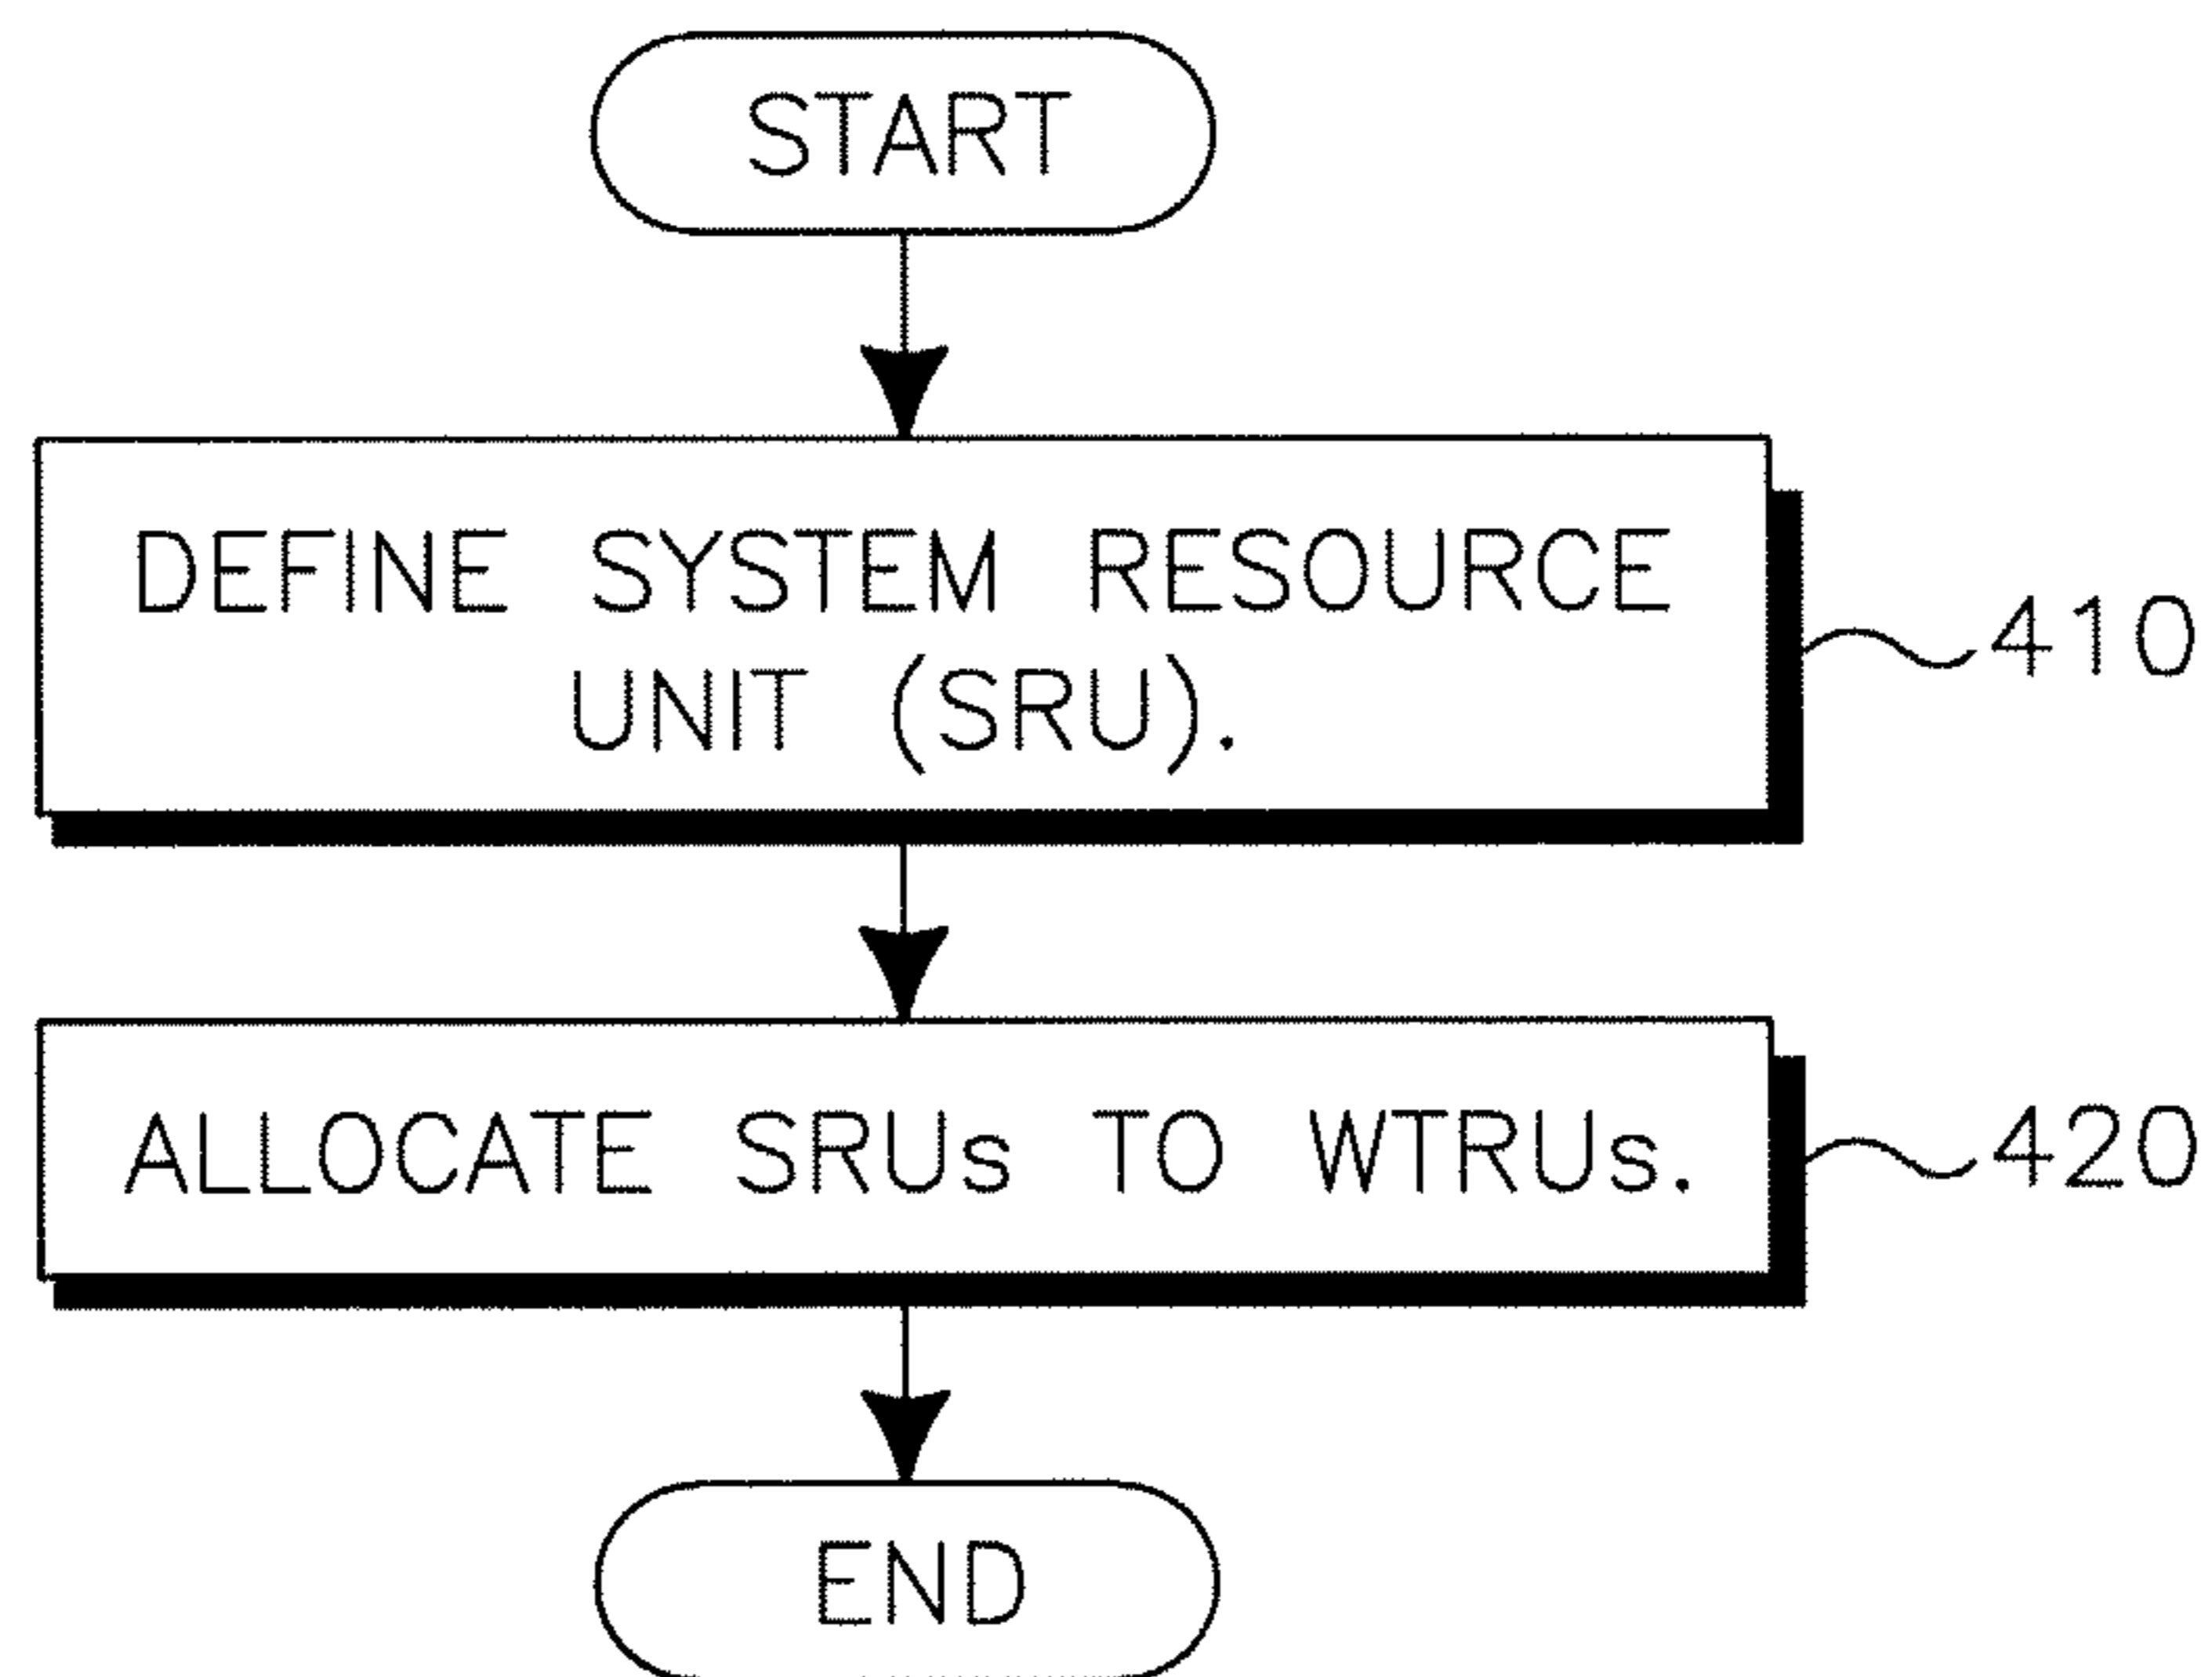 START
DEFINE SYSTEM RESOURCE
UNIT (SRU).
410
ALLOCATE SRUs TO WTRUs.
420
END